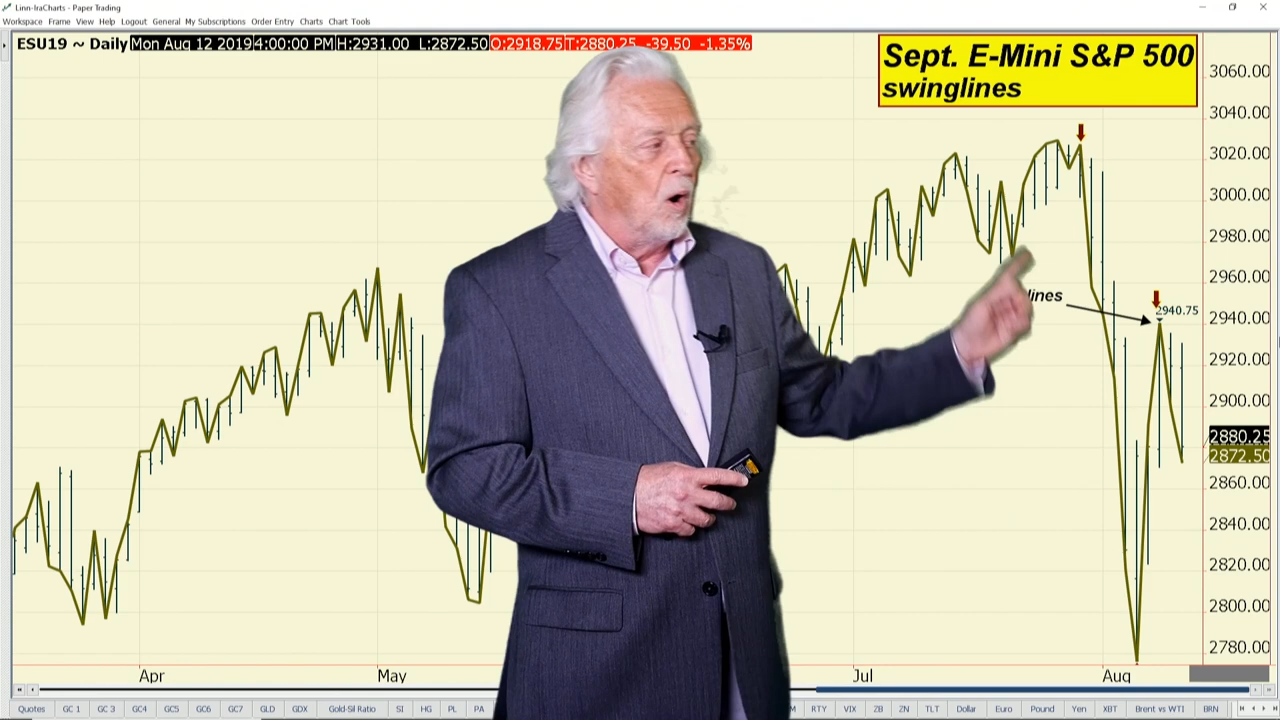 Linn-IraCharts - Paper Trading
Workspace Frame View Help Logout General My Subscriptions Order Entry Charts Chart Tools
ESU19 ~ Daily Mon Aug 12 2019 4:00:00 PM H:2931.00 L:2872.50 O:2918.75 T:2880.25 -39.50 -1.35%
Sept. E-Mini S&P 500
swinglines
3060.00
3040.00
3020.00
3000.00
2980.00
2960.00
lines
2940.75
2940.00
2920.00
2900.00
2880.25
2872.50
2860.00
2840.00
2820.00
2800.00
2780.00
Apr May Jul Aug
Quotes GC 1 GC 3 GC4 GC5 GC6 GC7 GLD GDX Gold-Sil Ratio SI HG PL PA RTY VIX ZB ZN TLT Dollar Euro Pound Yen XBT Brent vs WTI BRN